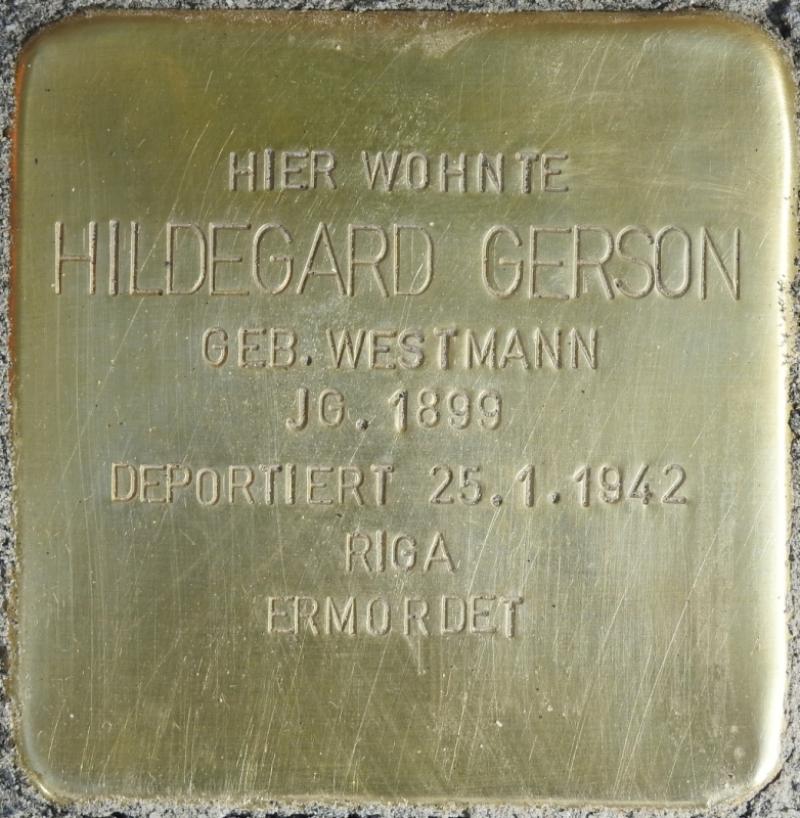 HIER WOHNTE
HILDEGARD GERSON
GEB. WESTMANN
JG. 1899
DEPORTIERT 25.1.1942
RIGA
ERMORDET